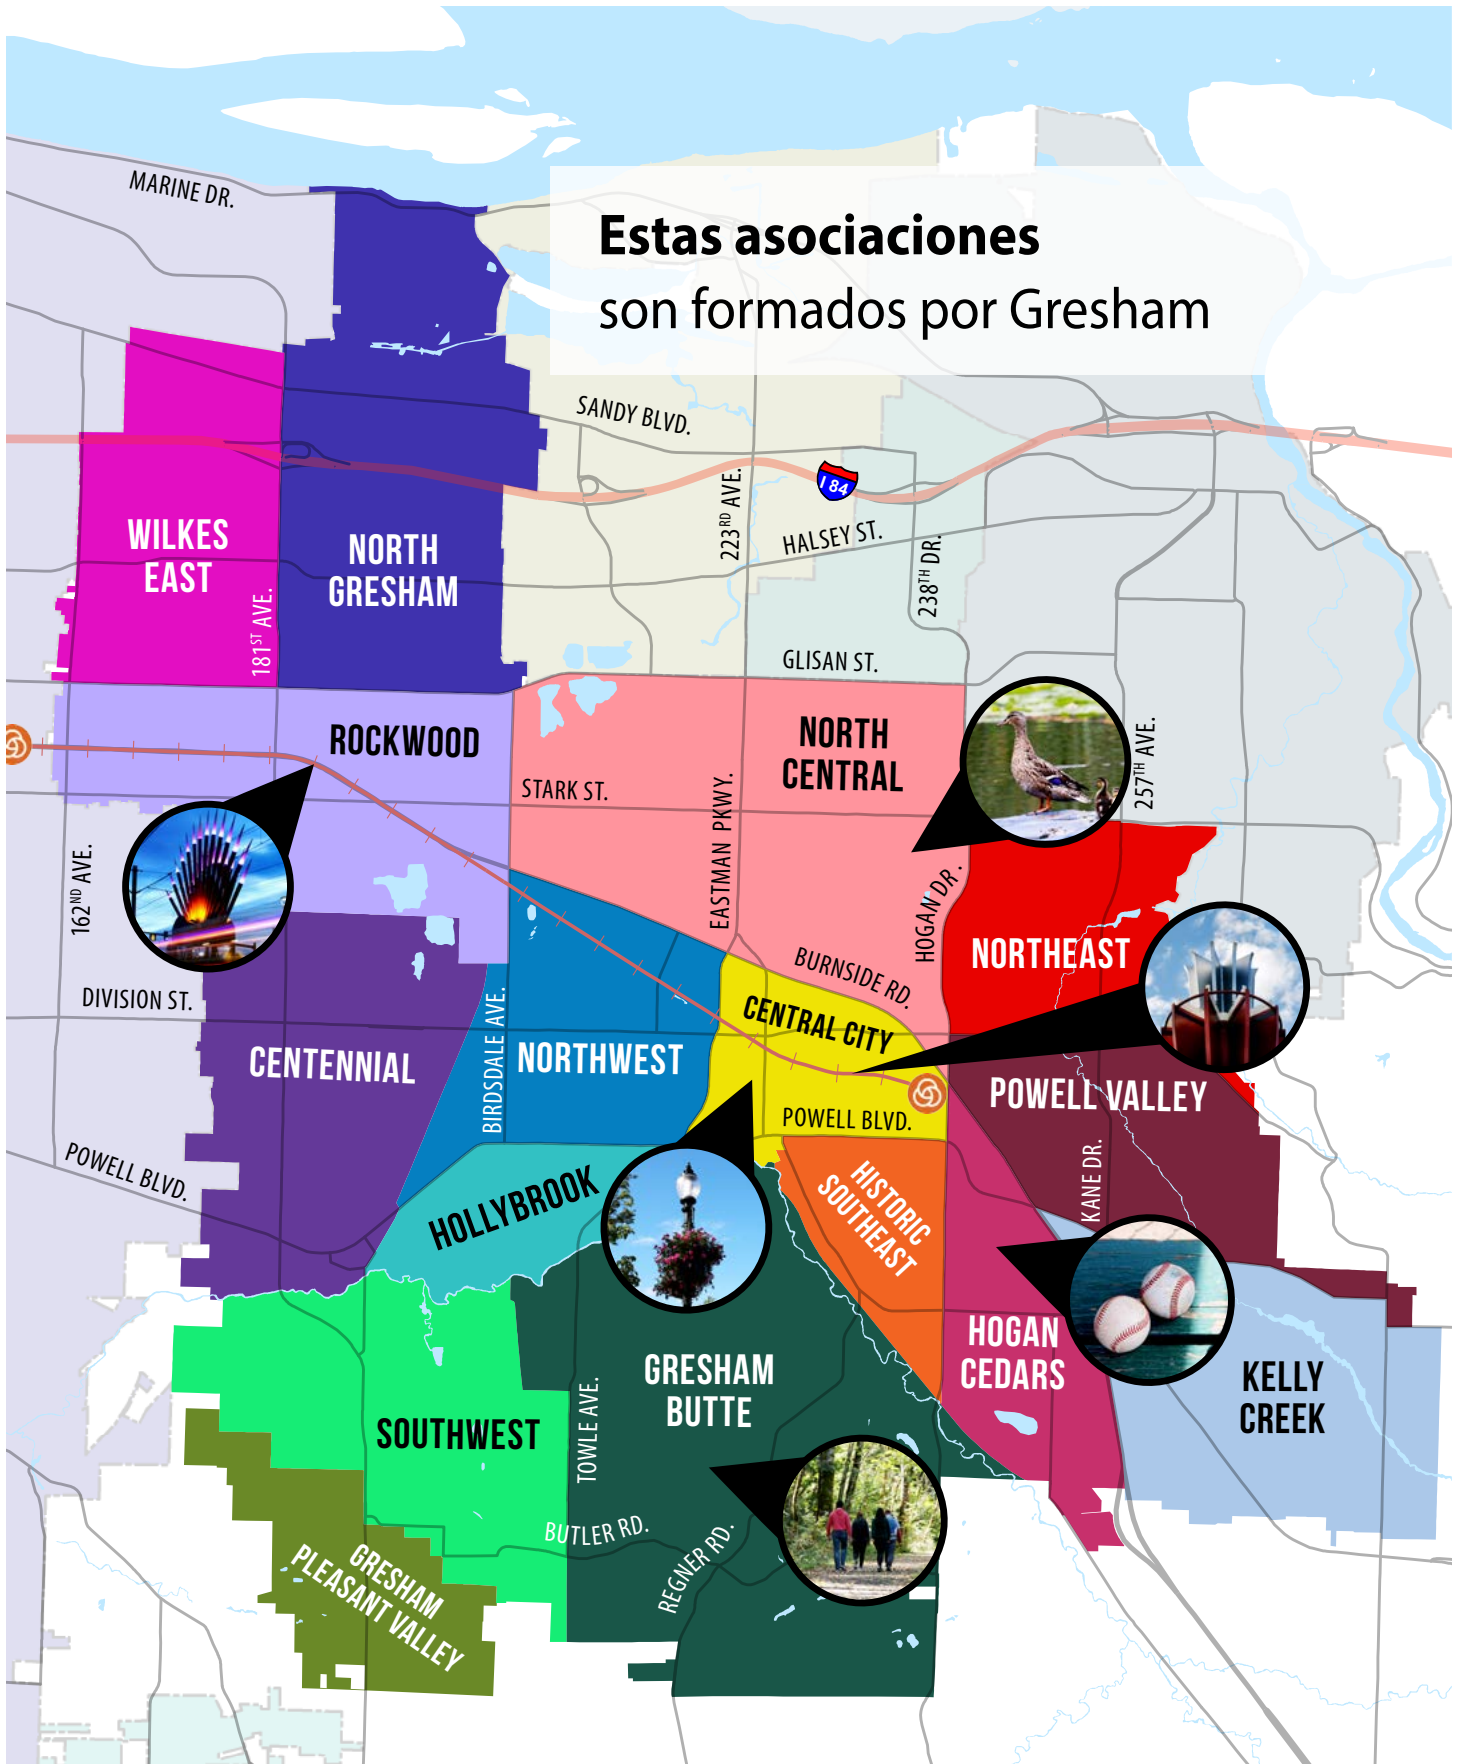 MARINE DR.
Estas asociaciones
son formados por Gresham
SANDY BLVD.
I 84
223RD AVE.
HALSEY ST.
238TH DR.
WILKES
EAST
NORTH
GRESHAM
181ST AVE.
GLISAN ST.
ROCKWOOD
NORTH
CENTRAL
STARK ST.
EASTMAN PKWY.
257TH AVE.
162ND AVE.
HOGAN DR.
NORTHEAST
BURNSIDE RD.
DIVISION ST.
CENTRAL CITY
CENTENNIAL
BIRDSDALE AVE.
NORTHWEST
POWELL VALLEY
POWELL BLVD.
POWELL BLVD.
KANE DR.
HOLLYBROOK
HISTORIC
SOUTHEAST
HOGAN
CEDARS
GRESHAM
BUTTE
KELLY
CREEK
SOUTHWEST
TOWLE AVE.
BUTLER RD.
REGNER RD.
GRESHAM
PLEASANT VALLEY